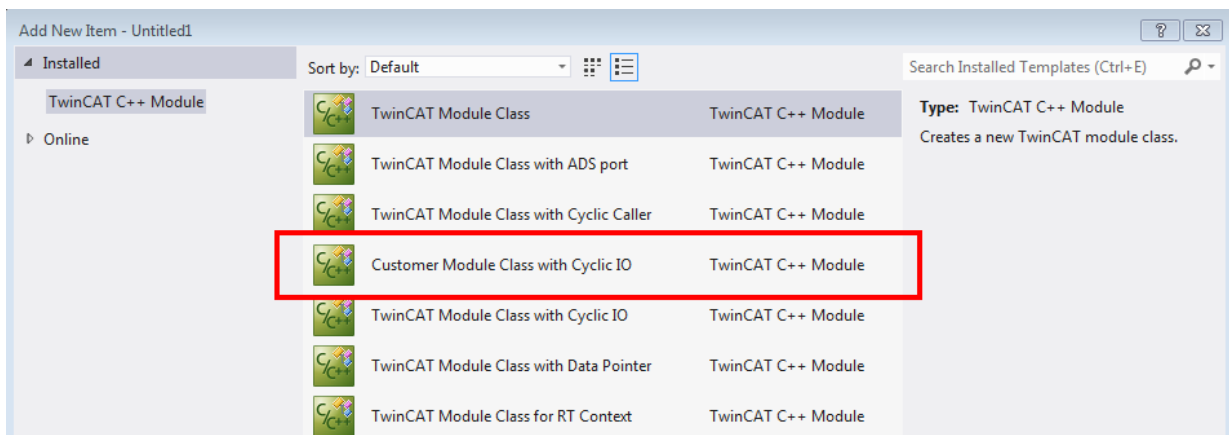 Add New Item - Untitled1
Installed
Sort by: Default
Search Installed Templates (Ctrl+E)
TwinCAT C++ Module
Online
TwinCAT Module Class TwinCAT C++ Module
TwinCAT Module Class with ADS port TwinCAT C++ Module
TwinCAT Module Class with Cyclic Caller TwinCAT C++ Module
Customer Module Class with Cyclic IO TwinCAT C++ Module
TwinCAT Module Class with Cyclic IO TwinCAT C++ Module
TwinCAT Module Class with Data Pointer TwinCAT C++ Module
TwinCAT Module Class for RT Context TwinCAT C++ Module
Type: TwinCAT C++ Module
Creates a new TwinCAT module class.